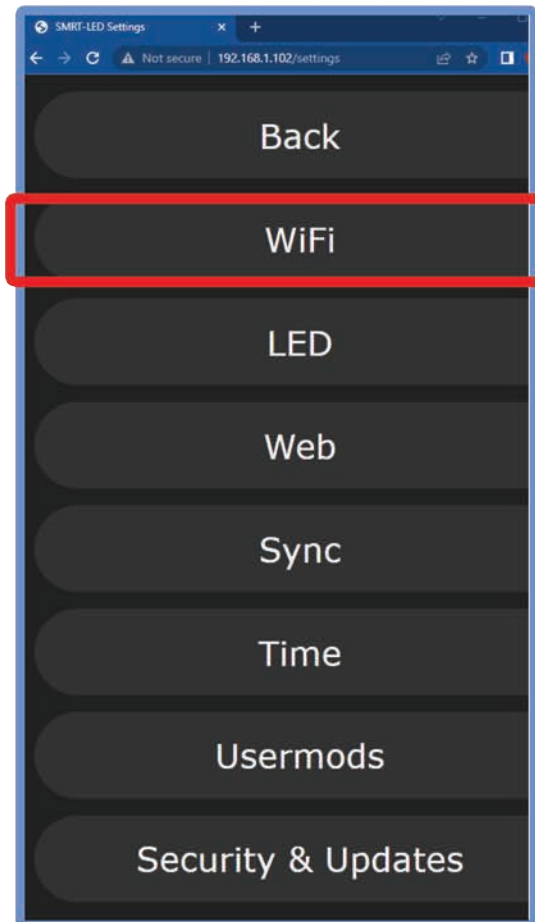 SMRT-LED Settings
Not secure 192.168.1.102/settings
Back
WiFi
LED
Web
Sync
Time
Usermods
Security & Updates